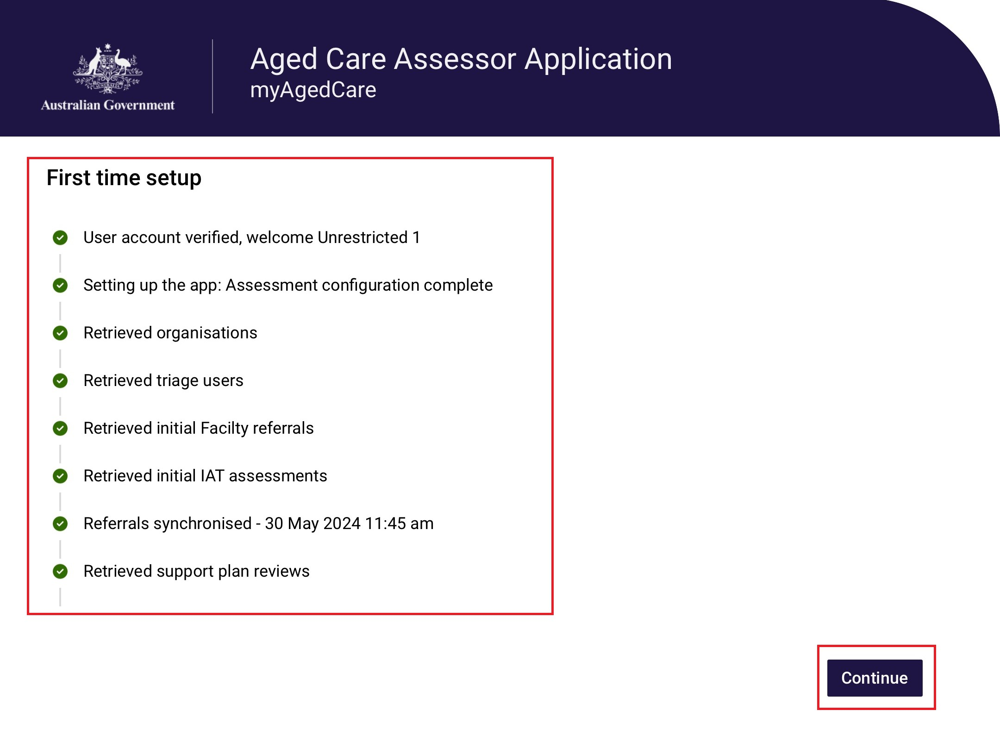 Aged Care Assessor Application
myAgedCare
Australian Government
First time setup
User account verified, welcome Unrestricted 1
Setting up the app: Assessment configuration complete
Retrieved organisations
Retrieved triage users
Retrieved initial Facilty referrals
Retrieved initial IAT assessments
Referrals synchronised - 30 May 2024 11:45 am
Retrieved support plan reviews
Continue